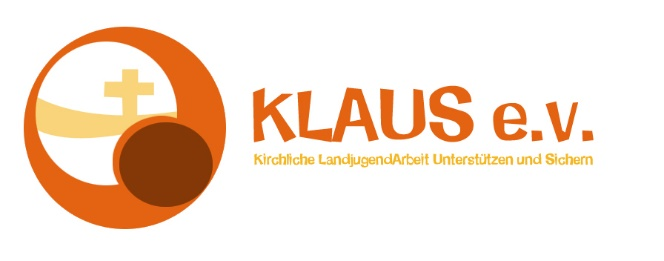 KLAUS e.v.
Kirchliche LandjugendArbeit Unterstützen und Sichern